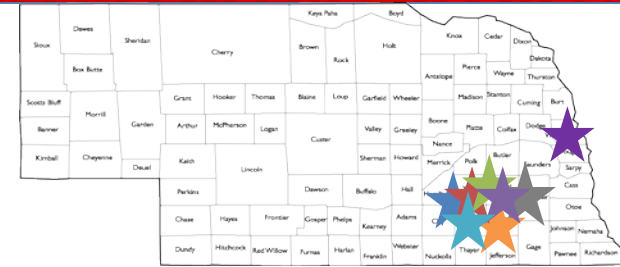 Keya Paha Boyd
Sioux Dawes Sheridan Cherry Brown Rock Holt Knox Cedar Dixon
Dakota
Box Butte Antelope Pierce Wayne Thurston
Scotts Bluff Morrill Garden Grant Hooker Thomas Blaine Loup Garfield Wheeler Madison Stanton Cuming Burt
Banner Arthur McPherson Logan Custer Valley Greeley Boone Platte Colfax Dodge
Nance
Kimball Cheyenne Deuel Keith Lincoln Sherman Howard Merrick Polk Butler Saunders
Sarpy
Perkins Dawson Buffalo Hall Cass
Otoe
Chase Hayes Frontier Gosper Phelps Kearney Adams
Johnson Nemaha
Dundy Hitchcock Red Willow Furnas Harlan Franklin Webster Nuckolls Thayer Jefferson Gage Pawnee Richardson